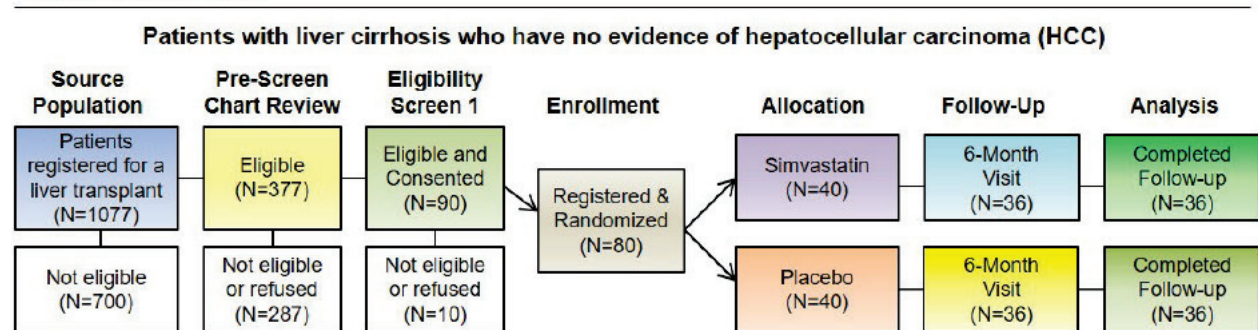 Patients with liver cirrhosis who have no evidence of hepatocellular carcinoma (HCC)
Source
Population
Pre-Screen
Chart Review
Eligibility
Screen 1
Enrollment
Allocation
Follow-Up
Analysis
Patients
registered for a
liver transplant
(N=1077)
Eligible
(N=377)
Eligible and
Consented
(N=90)
Registered &
Randomized
(N=80)
Simvastatin
(N=40)
6-Month
Visit
(N=36)
Completed
Follow-up
(N=36)
Not eligible
(N=700)
Not eligible
or refused
(N=287)
Not eligible
or refused
(N=10)
Placebo
(N=40)
6-Month
Visit
(N=36)
Completed
Follow-up
(N=36)